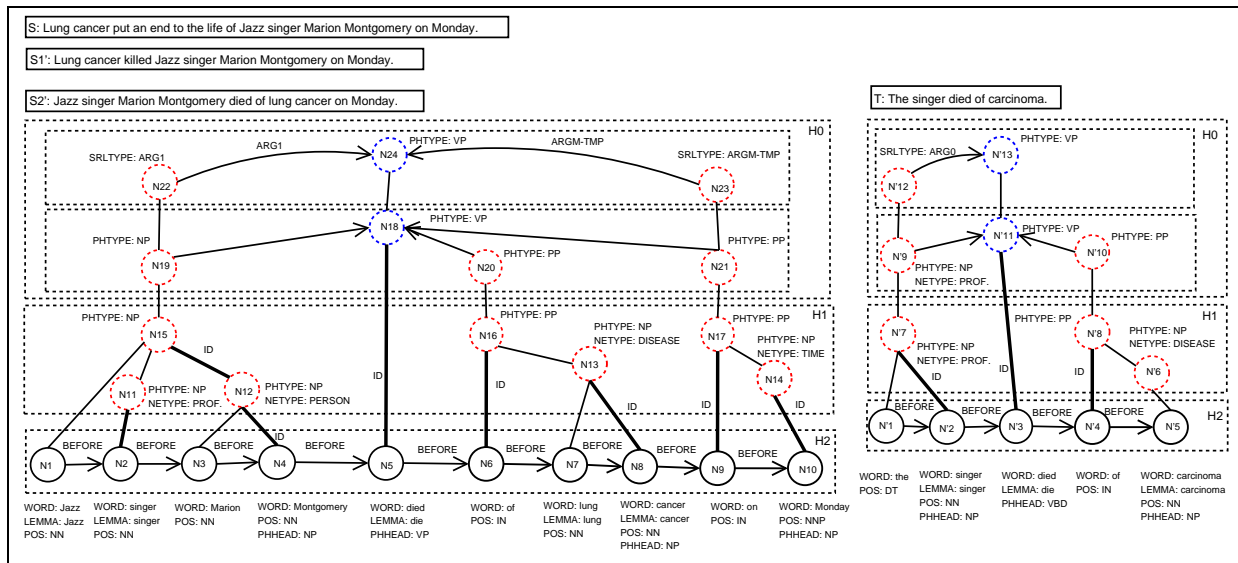 S: Lung cancer put an end to the life of Jazz singer Marion Montgomery on Monday.
S1': Lung cancer killed Jazz singer Marion Montgomery on Monday.
S2': Jazz singer Marion Montgomery died of lung cancer on Monday.
T: The singer died of carcinoma.
H0
PHTYPE: VP
ARG1
ARGM-TMP
N24
SRLTYPE: ARG1
SRLTYPE: ARGM-TMP
N22
N23
PHTYPE: VP
N18
PHTYPE: NP
PHTYPE: PP
PHTYPE: PP
N19
N20
N21
H1
PHTYPE: NP
N15
PHTYPE: PP
N16
PHTYPE: NP
NETYPE: DISEASE
PHTYPE: PP
N17
PHTYPE: NP
NETYPE: TIME
ID
N13
N14
N11
PHTYPE: NP
NETYPE: PROF.
N12
PHTYPE: NP
NETYPE: PERSON
ID
ID
ID
ID
ID
ID
H2
BEFORE
BEFORE
BEFORE
BEFORE
BEFORE
BEFORE
BEFORE
BEFORE
BEFORE
N1
N2
N3
N4
N5
N6
N7
N8
N9
N10
WORD: Jazz
LEMMA: Jazz
POS: NN
WORD: singer
LEMMA: singer
POS: NN
WORD: Marion
POS: NN
WORD: Montgomery
POS: NN
PHHEAD: NP
WORD: died
LEMMA: die
PHHEAD: VP
WORD: of
POS: IN
WORD: lung
LEMMA: lung
POS: NN
WORD: cancer
LEMMA: cancer
POS: NN
PHHEAD: NP
WORD: on
POS: IN
WORD: Monday
POS: NNP
PHHEAD: NP
H0
PHTYPE: VP
SRLTYPE: ARG0
N'13
N'12
N'11
PHTYPE: VP
PHTYPE: PP
N'9
N'10
PHTYPE: NP
NETYPE: PROF.
H1
N'7
PHTYPE: PP
N'8
PHTYPE: NP
NETYPE: DISEASE
PHTYPE: NP
NETYPE: PROF.
N'6
ID
ID
ID
H2
BEFORE
BEFORE
BEFORE
BEFORE
N'1
N'2
N'3
N'4
N'5
WORD: the
POS: DT
WORD: singer
LEMMA: singer
POS: NN
PHHEAD: NP
WORD: died
LEMMA: die
PHHEAD: VBD
WORD: of
POS: IN
WORD: carcinoma
LEMMA: carcinoma
POS: NN
PHHEAD: NP